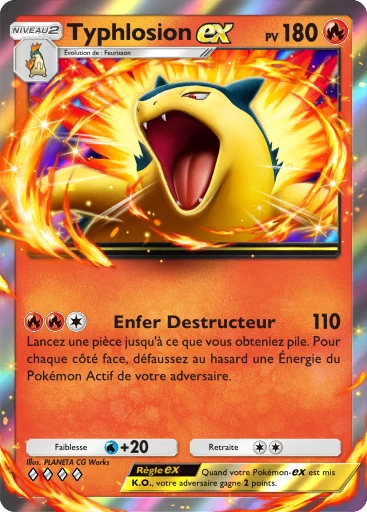 NIVEAU2 Typhlosion ex PV 180
Évolution de : Feurisson
Enfer Destructeur 110
Lancez une pièce jusqu'à ce que vous obteniez pile. Pour
chaque côté face, défaussez au hasard une Énergie du
Pokémon Actif de votre adversaire.
Faiblesse +20 Retraite
Illus. PLANETA CG Works
Règle ex Quand votre Pokémon-ex est mis
K.O., votre adversaire gagne 2 points.